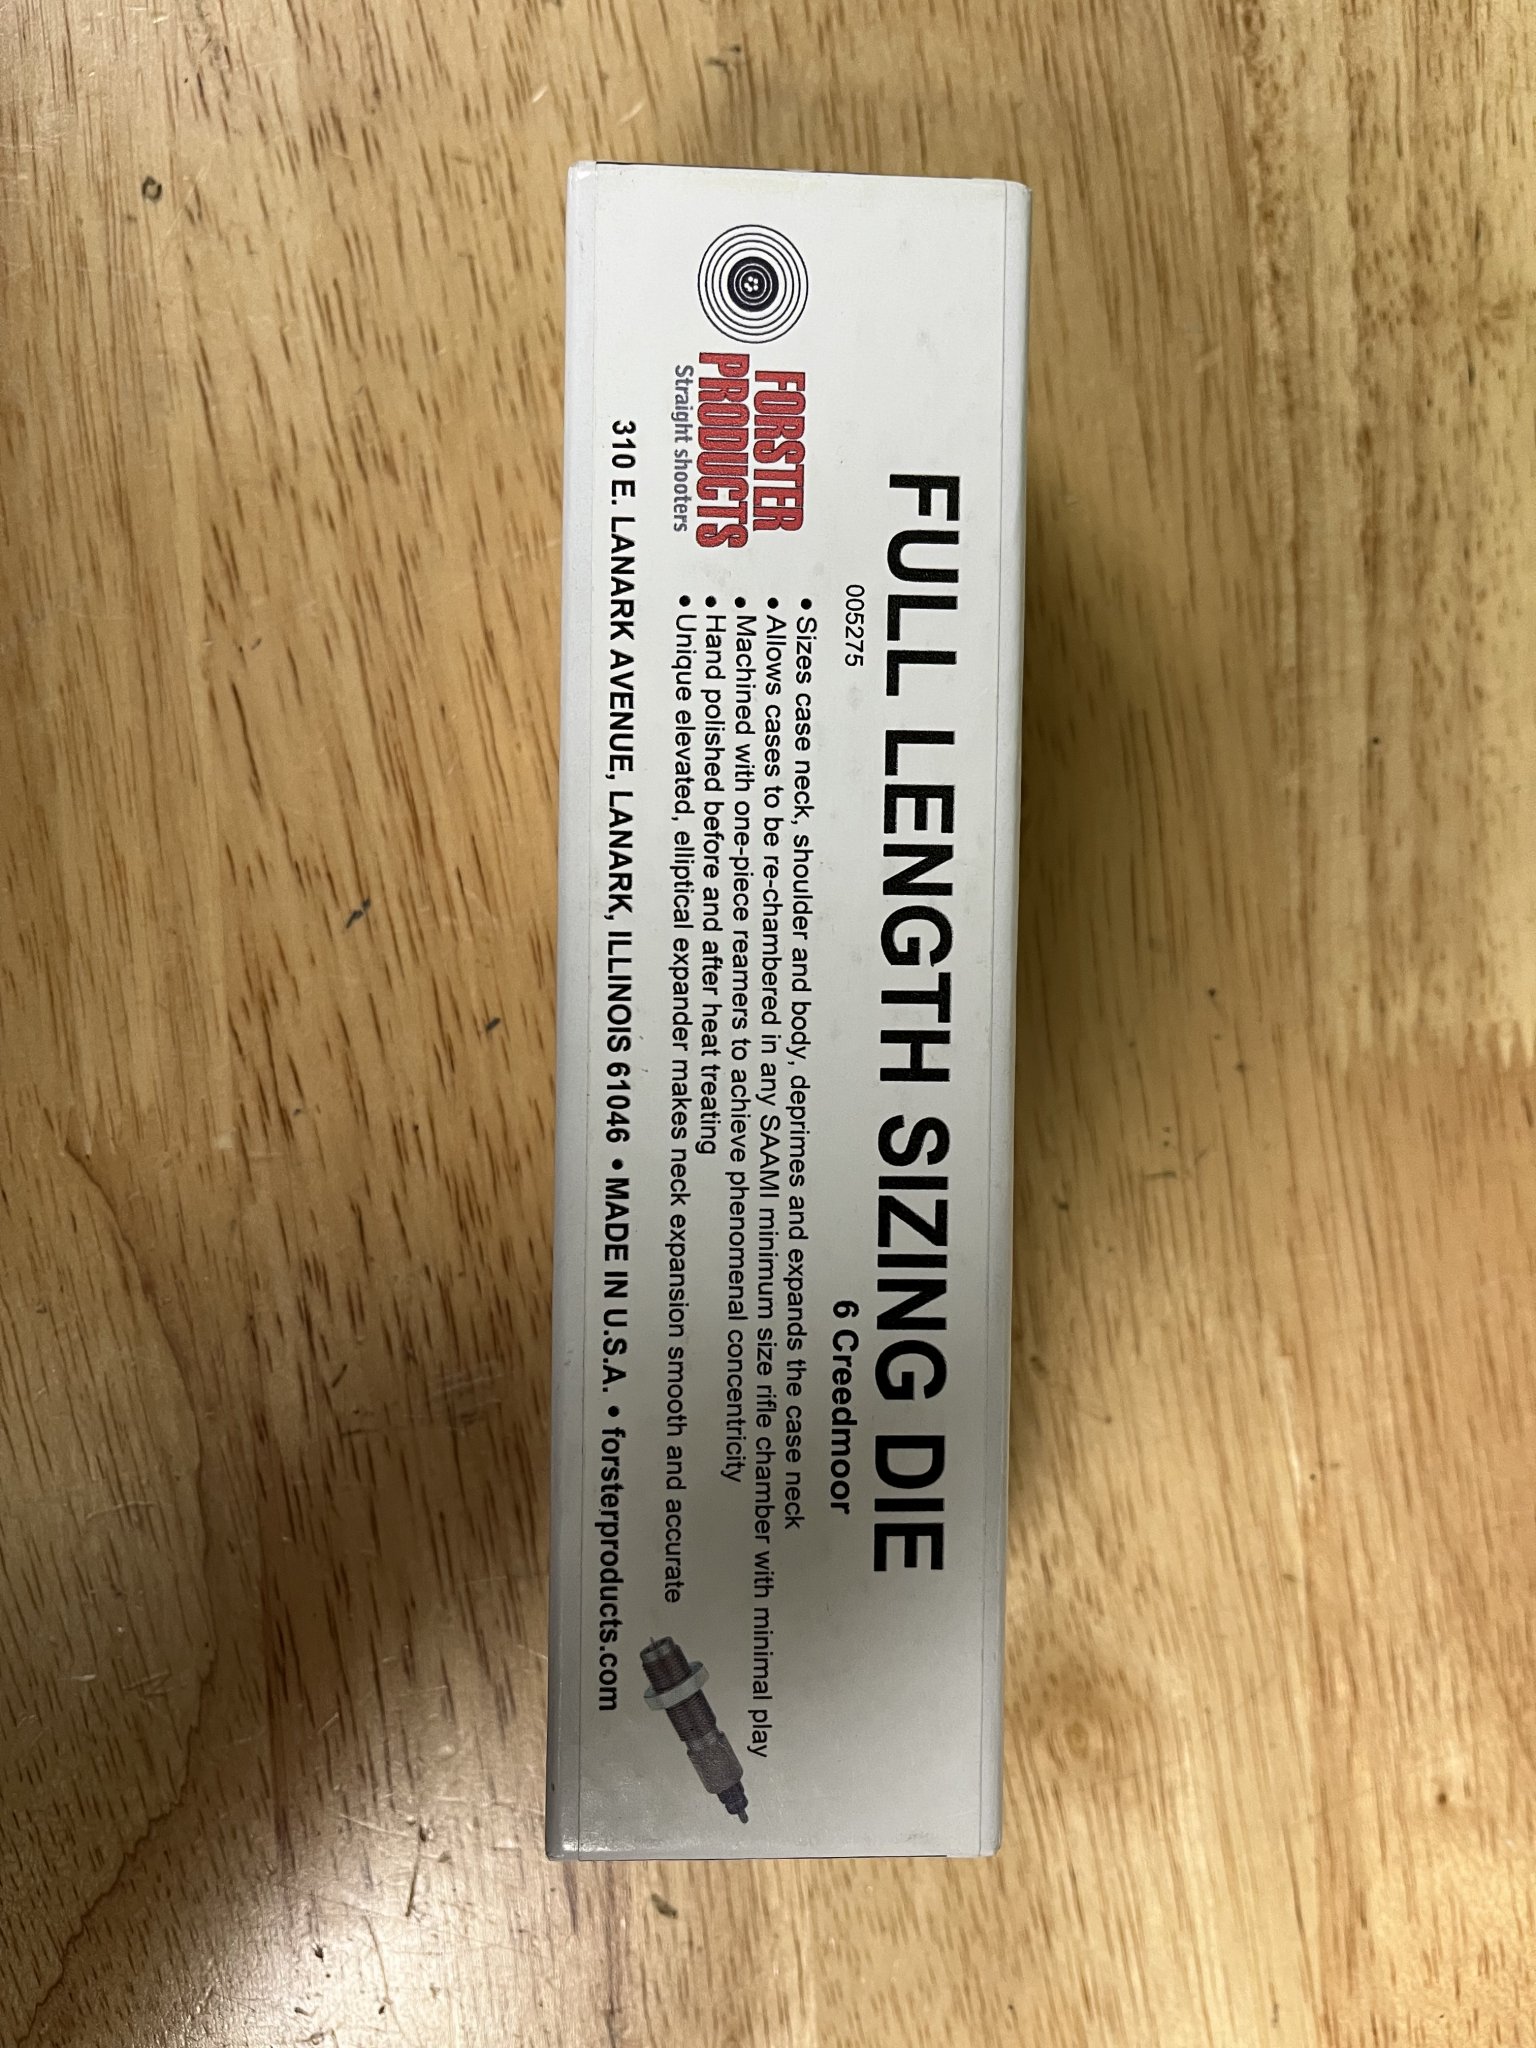 FULL LENGTH SIZING DIE
005275
6 Creedmoor
FORSTER
PRODUCTS
Straight shooters
• Sizes case neck, shoulder and body, deprimes and expands the case neck
• Allows cases to be re-chambered in any SAAMI minimum size rifle chamber with minimal play
• Machined with one-piece reamers to achieve phenomenal concentricity
• Hand polished before and after heat treating
• Unique elevated, elliptical expander makes neck expansion smooth and accurate
310 E. LANARK AVENUE, LANARK, ILLINOIS 61046 • MADE IN U.S.A. • forsterproducts.com